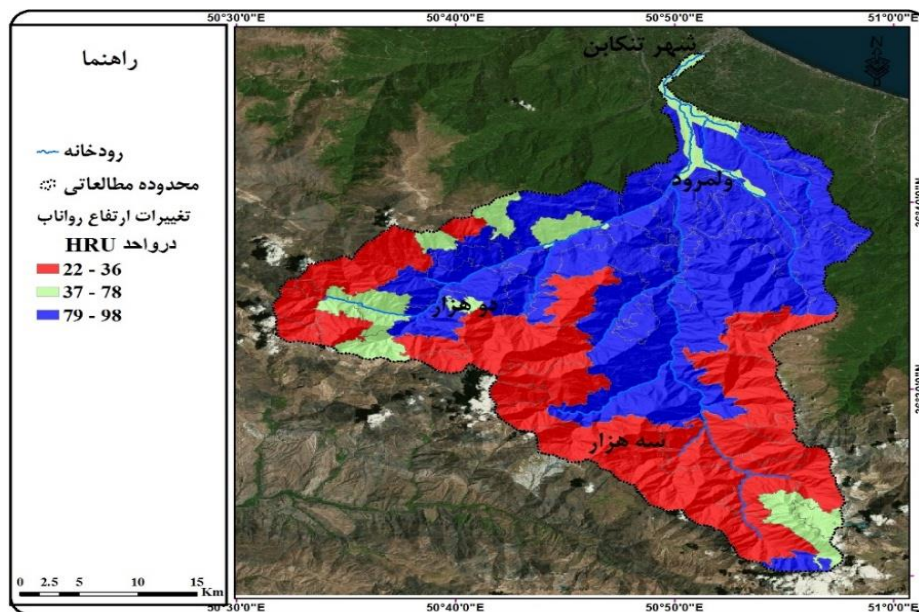 50°30'0"E 50°40'0"E 50°50'0"E 51°0'0"E
راهنما
رودخانه
محدوده مطالعاتی
تغییرات ارتفاع رواناب
درواحد HRU
22 - 36
37 - 78
79 - 98
0 2.5 5 10 15
Km
شهر تنکابن
N
ولمرود
دو هزار
سه هزار
50°30'0"E 50°40'0"E 50°50'0"E 51°0'0"E